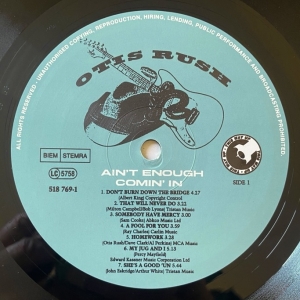 UNAUTHORISED COPYING, REPRODUCTION, HIRING, LENDING, PUBLIC PERFORMANCE AND BROADCASTING PROHIBITED
ALL RIGHTS RESERVED
OTIS RUSH
BIEM STEMRA
LC 5758
518 769-1
AIN'T ENOUGH
COMIN' IN
SIDE 1
1. DON'T BURN DOWN THE BRIDGE 4.27
(Albert King) Copyright Control
2. THAT WILL NEVER DO 5.22
(Milton Campbell/Bob Lyons) Tristan Music
3. SOMEBODY HAVE MERCY 5.00
(Sam Cooke) Abkco Music Ltd
4. A FOOL FOR YOU 5.59
(Ray Charles) Carlin Music
5. HOMEWORK 3.28
(Otis Rush/Dave Clark/Al Perkins) MCA Music
6. MY JUG AND I 5.13
(Percy Mayfield)
Edward Kassner Music Corporation Ltd
7. SHE'S A GOOD 'UN 5.44
(John Eskridge/Arthur White) Tristan Music